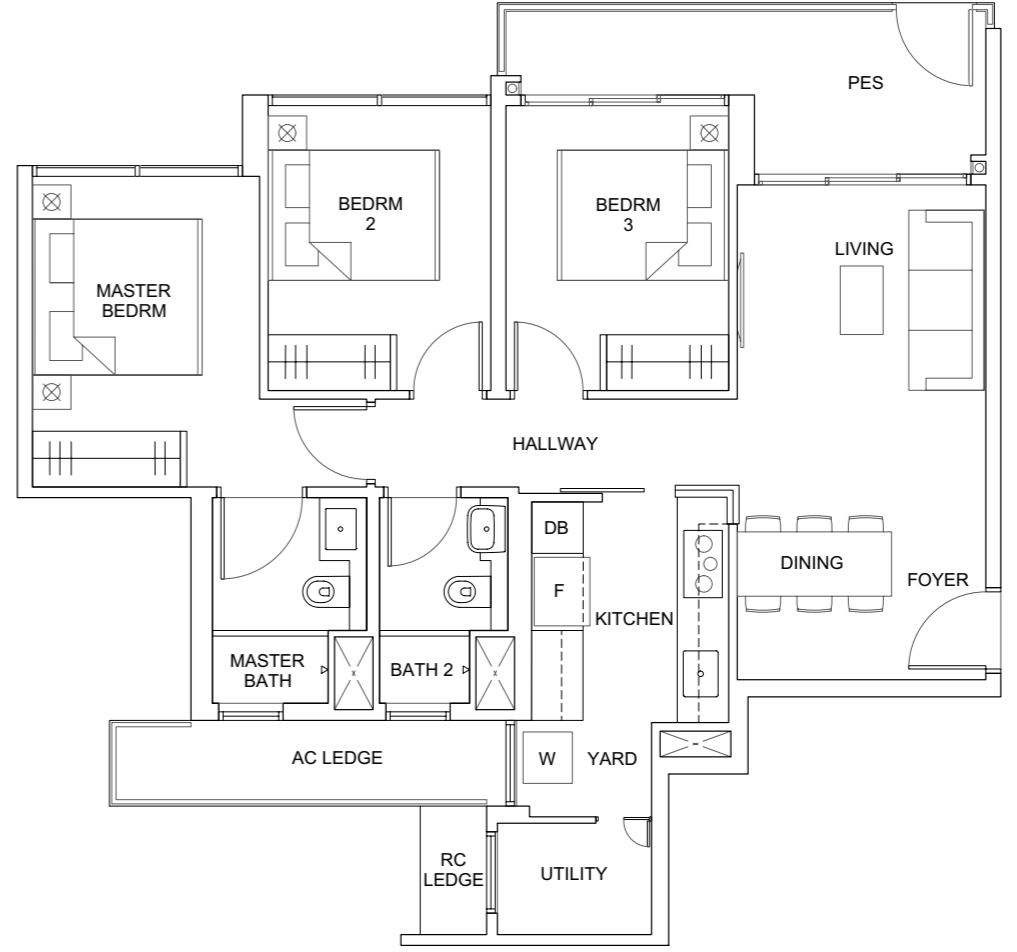 PES
BEDRM
2
BEDRM
3
LIVING
MASTER
BEDRM
HALLWAY
DB
F
KITCHEN
DINING
FOYER
MASTER
BATH
BATH 2
AC LEDGE
W
YARD
RC
LEDGE
UTILITY